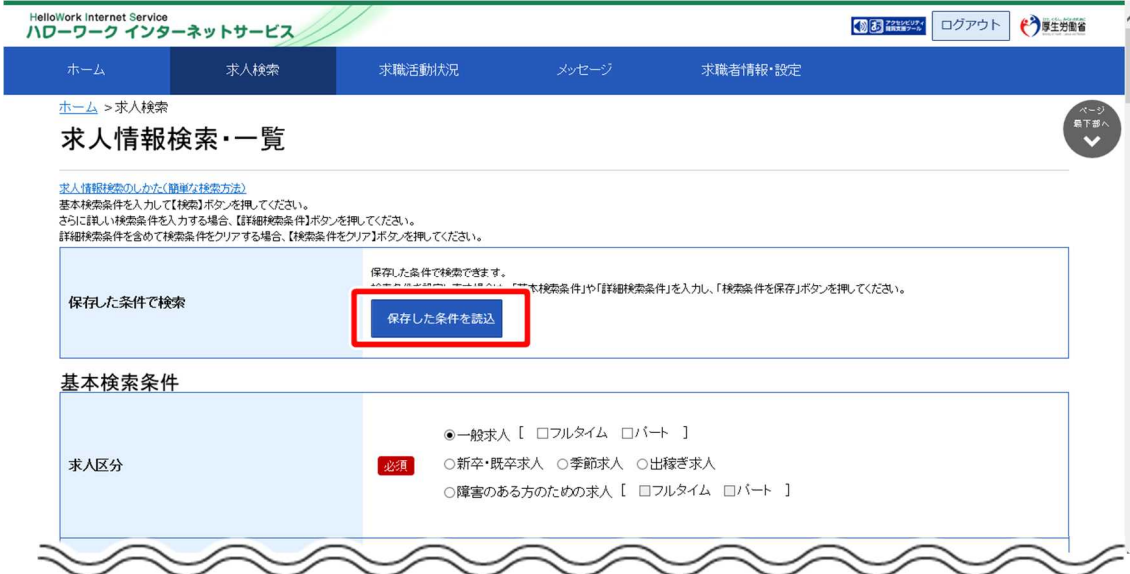 HelloWork Internet Service
ハローワーク インターネットサービス
アクセシビリティ
閲覧支援ツール
ログアウト
厚生労働省
ホーム 求人検索 求職活動状況 メッセージ 求職者情報・設定
ホーム >求人検索
ページ
最下部へ
求人情報検索・一覧
求人情報検索のしかた(簡単な検索方法)
基本検索条件を入力して【検索】ボタンを押してください。
さらに詳しい検索条件を入力する場合、【詳細検索条件】ボタンを押してください。
詳細検索条件を含めて検索条件をクリアする場合、【検索条件をクリア】ボタンを押してください。
保存した条件で検索
保存した条件で検索できます。
「基本検索条件」や「詳細検索条件」を入力し、「検索条件を保存」ボタンを押してください。
保存した条件を読込
基本検索条件
求人区分
必須
◉一般求人 [ □フルタイム □パート ]
○新卒・既卒求人 ○季節求人 ○出稼ぎ求人
○障害のある方のための求人 [ □フルタイム □パート ]